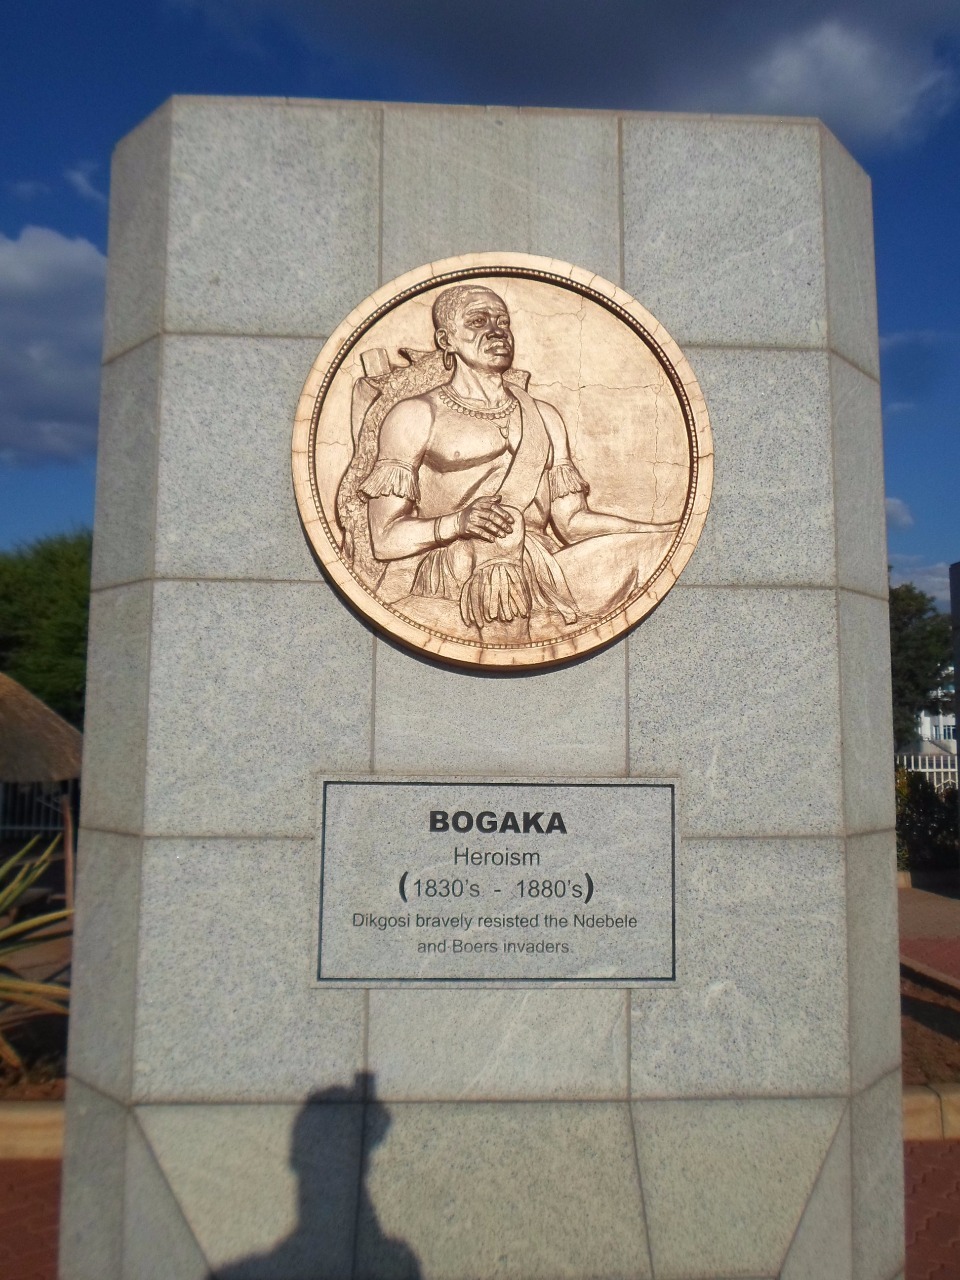 BOGAKA
Heroism
(1830's - 1880's)
Dikgosi bravely resisted the Ndebele
and Boers invaders.